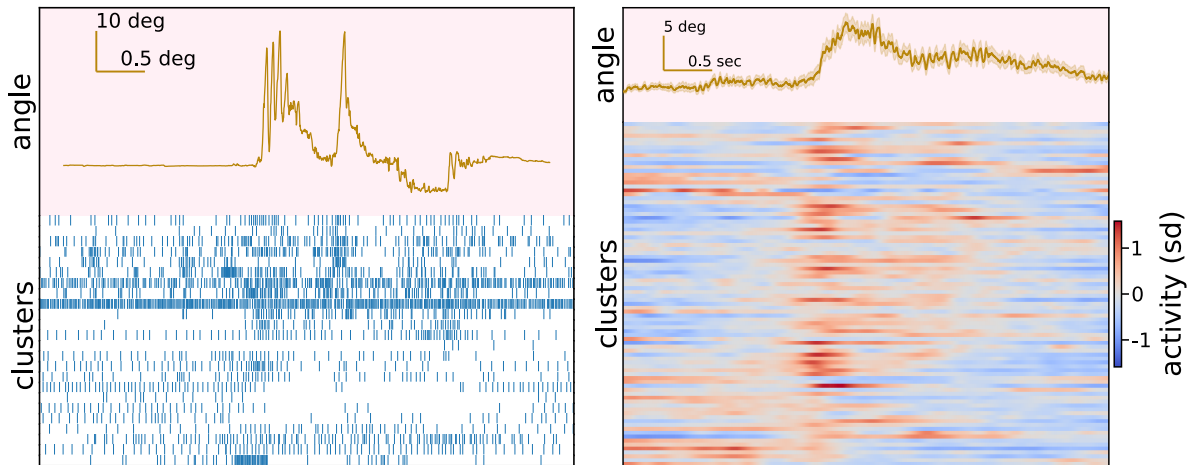 10 deg
0.5 deg
angle
clusters
5 deg
0.5 sec
angle
clusters
1
0
-1
activity (sd)